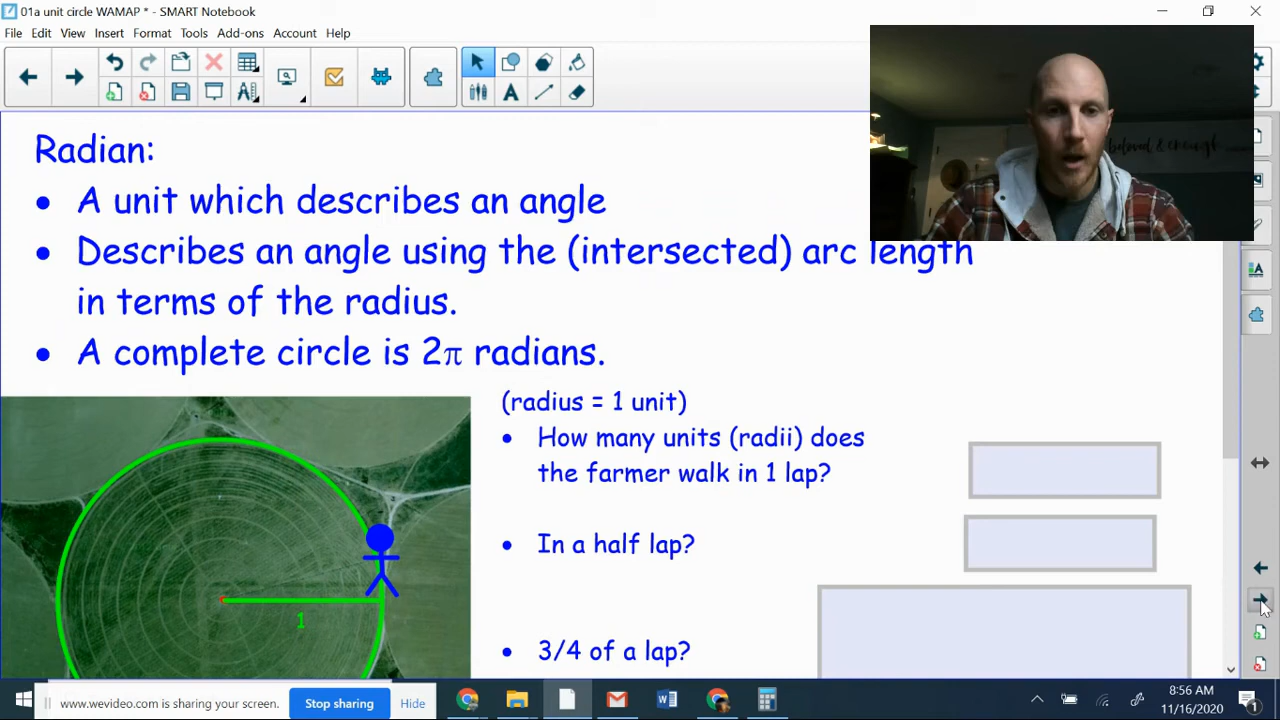 01a unit circle WAMAP * - SMART Notebook
File Edit View Insert Format Tools Add-ons Account Help
beloved & enough
Radian:
• A unit which describes an angle
• Describes an angle using the (intersected) arc length
in terms of the radius.
• A complete circle is 2π radians.
(radius = 1 unit)
• How many units (radii) does
the farmer walk in 1 lap?
• In a half lap?
1
• 3/4 of a lap?
www.wevideo.com is sharing your screen. Stop sharing Hide
8:56 AM
11/16/2020
1